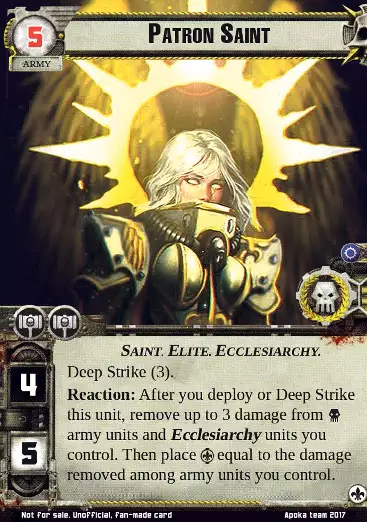 5
PATRON SAINT
ARMY
SAINT. ELITE. ECCLESIARCHY.
4
Deep Strike (3).
Reaction: After you deploy or Deep Strike
this unit, remove up to 3 damage from
army units and Ecclesiarchy units you
5
control. Then place equal to the damage
removed among army units you control.
Not for sale. Unofficial, fan-made card
Apoka team 2017